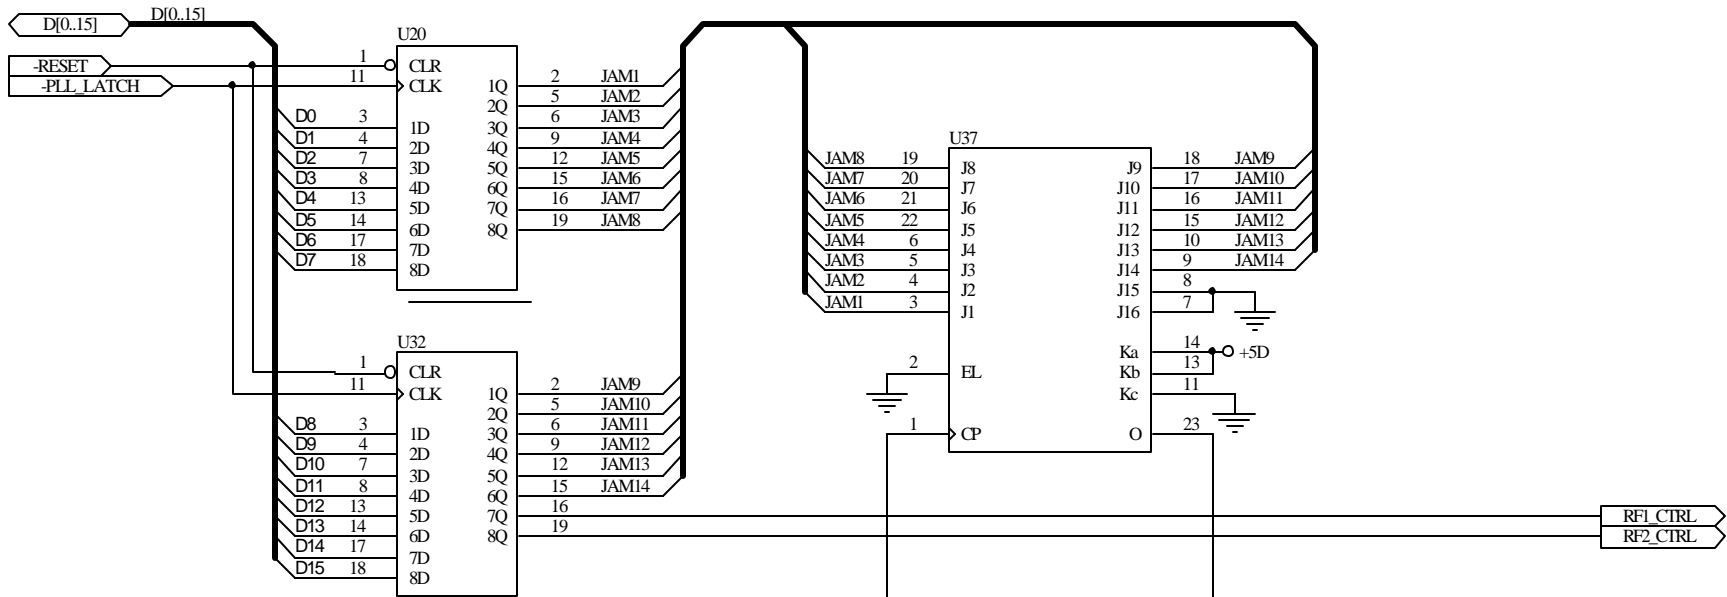 D[0..15] D[0..15]
-RESET
-PLL_LATCH
U20
1 CLR
11 CLK
1Q 2 JAM1
2Q 5 JAM2
D0 3 1D 3Q 6 JAM3
D1 4 2D 4Q 9 JAM4
D2 7 3D 5Q 12 JAM5
D3 8 4D 6Q 15 JAM6
D4 13 5D 7Q 16 JAM7
D5 14 6D 8Q 19 JAM8
D6 17 7D
D7 18 8D
U32
1 CLR
11 CLK
1Q 2 JAM9
2Q 5 JAM10
D8 3 1D 3Q 6 JAM11
D9 4 2D 4Q 9 JAM12
D10 7 3D 5Q 12 JAM13
D11 8 4D 6Q 15 JAM14
D12 13 5D 7Q 16
D13 14 6D 8Q 19
D14 17 7D
D15 18 8D
U37
JAM8 19 J8 J9 18 JAM9
JAM7 20 J7 J10 17 JAM10
JAM6 21 J6 J11 16 JAM11
JAM5 22 J5 J12 15 JAM12
JAM4 6 J4 J13 10 JAM13
JAM3 5 J3 J14 9 JAM14
JAM2 4 J2 J15 8
JAM1 3 J1 J16 7
Ka 14 +5D
2 EL Kb 13
Kc 11
1 CP O 23
RF1_CTRL
RF2_CTRL